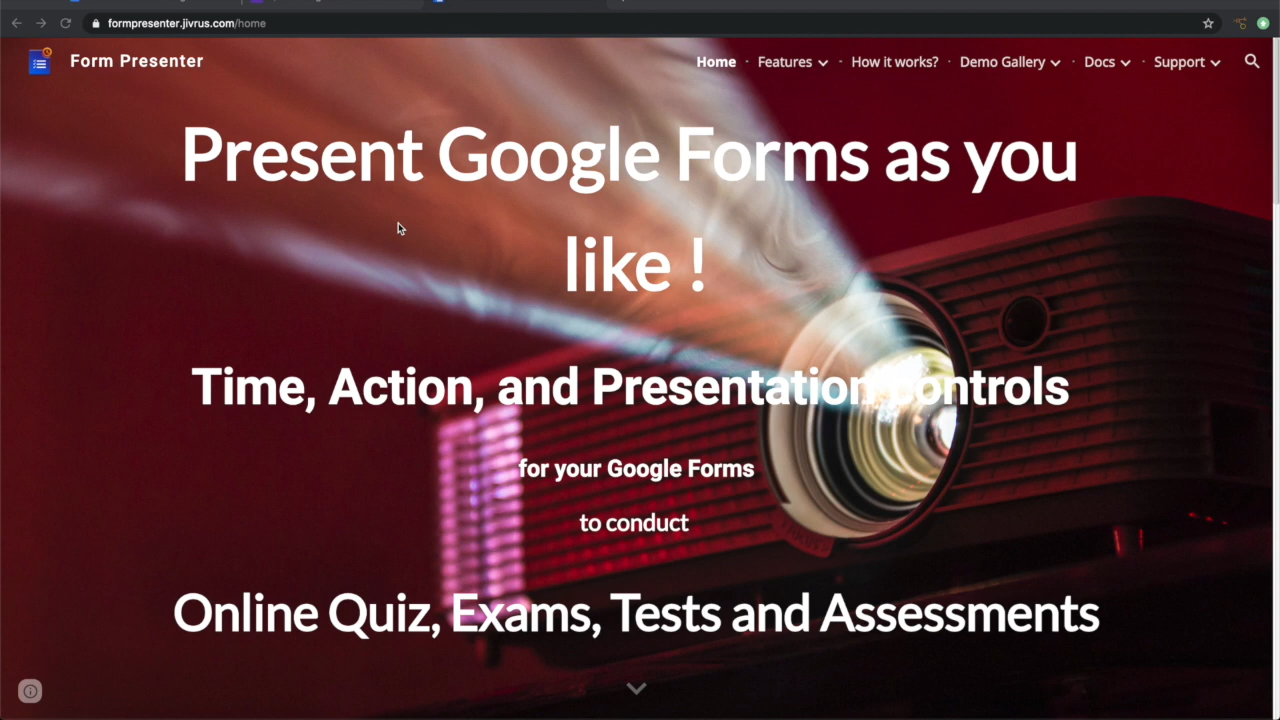 formpresenter.jivrus.com/home
Form Presenter
Home · Features · How it works? · Demo Gallery · Docs · Support
Present Google Forms as you
like !
Time, Action, and Presentation controls
for your Google Forms
to conduct
Online Quiz, Exams, Tests and Assessments